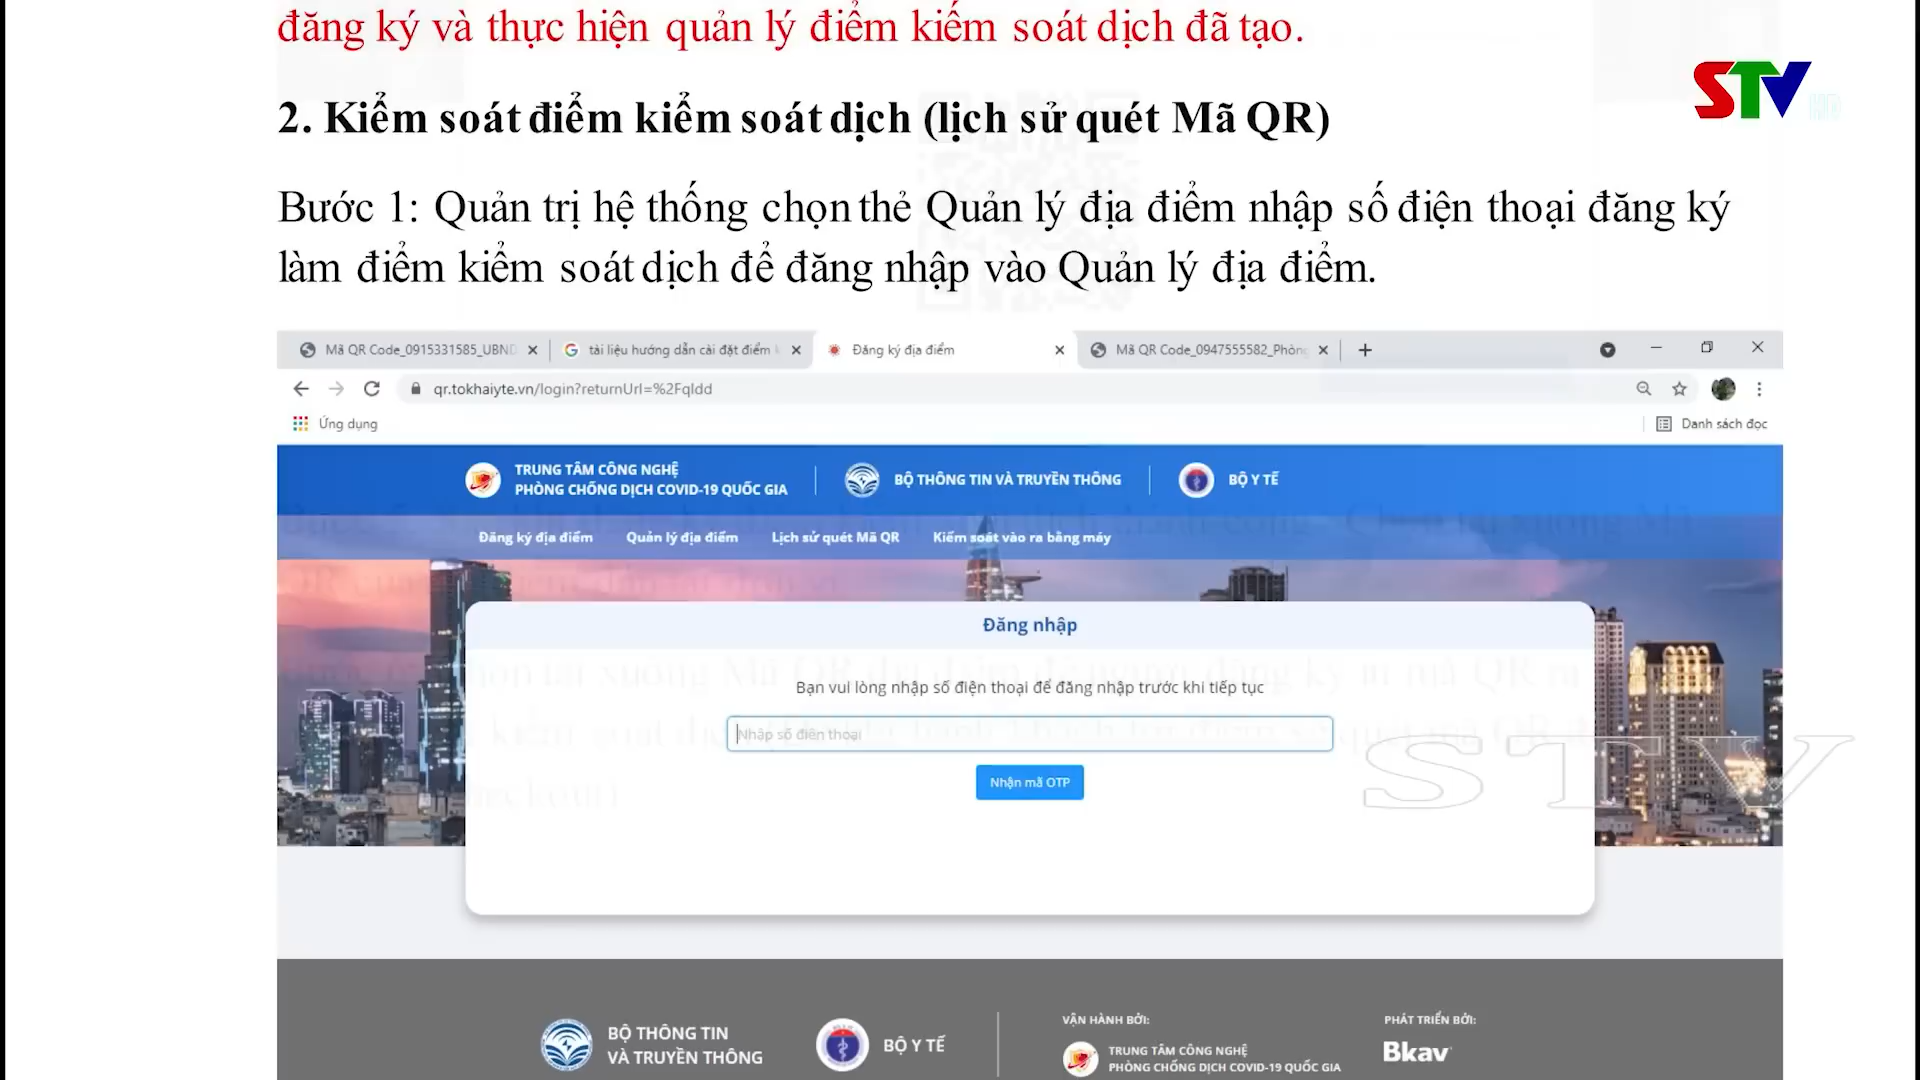 đăng ký và thực hiện quản lý điểm kiểm soát dịch đã tạo.
STV
HD
2. Kiểm soát điểm kiểm soát dịch (lịch sử quét Mã QR)
Bước 1: Quản trị hệ thống chọn thẻ Quản lý địa điểm nhập số điện thoại đăng ký
làm điểm kiểm soát dịch để đăng nhập vào Quản lý địa điểm.
Mã QR Code_0915331585_UBND
tài liệu hướng dẫn cài đặt điểm k
Đăng ký địa điểm
Mã QR Code_0947555582_Phòng
qr.tokhaiyte.vn/login?returnUrl=%2Fqldd
Ứng dụng
Danh sách đọc
TRUNG TÂM CÔNG NGHỆ
PHÒNG CHỐNG DỊCH COVID-19 QUỐC GIA
BỘ THÔNG TIN VÀ TRUYỀN THÔNG
BỘ Y TẾ
Đăng ký địa điểm
Quản lý địa điểm
Lịch sử quét Mã QR
Kiểm soát vào ra bằng máy
Đăng nhập
Bạn vui lòng nhập số điện thoại để đăng nhập trước khi tiếp tục
Nhập số điện thoại
Nhận mã OTP
STV
BỘ THÔNG TIN
VÀ TRUYỀN THÔNG
BỘ Y TẾ
VẬN HÀNH BỞI:
TRUNG TÂM CÔNG NGHỆ
PHÒNG CHỐNG DỊCH COVID-19 QUỐC GIA
PHÁT TRIỂN BỞI:
Bkav